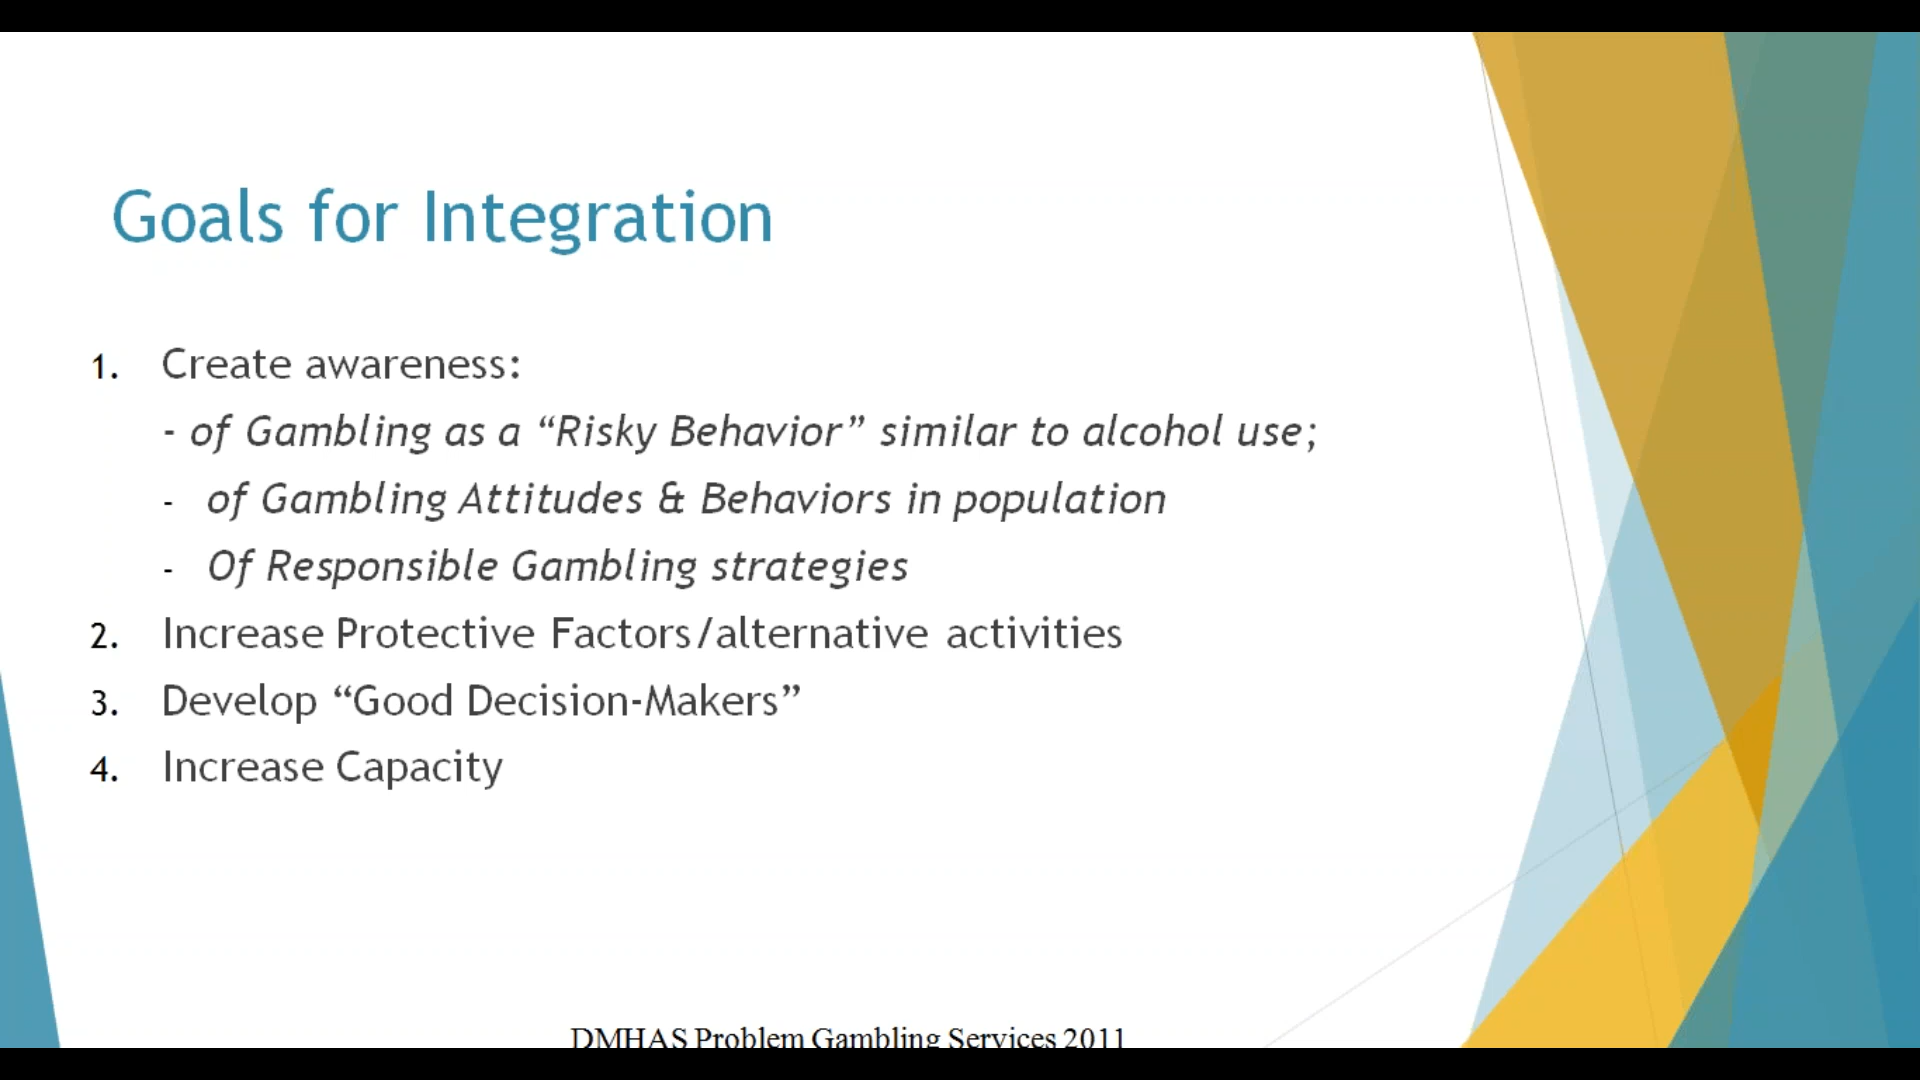 Goals for Integration
1. Create awareness:
- of Gambling as a “Risky Behavior” similar to alcohol use;
- of Gambling Attitudes & Behaviors in population
- Of Responsible Gambling strategies
2. Increase Protective Factors/alternative activities
3. Develop “Good Decision-Makers”
4. Increase Capacity
DMHAS Problem Gambling Services 2011